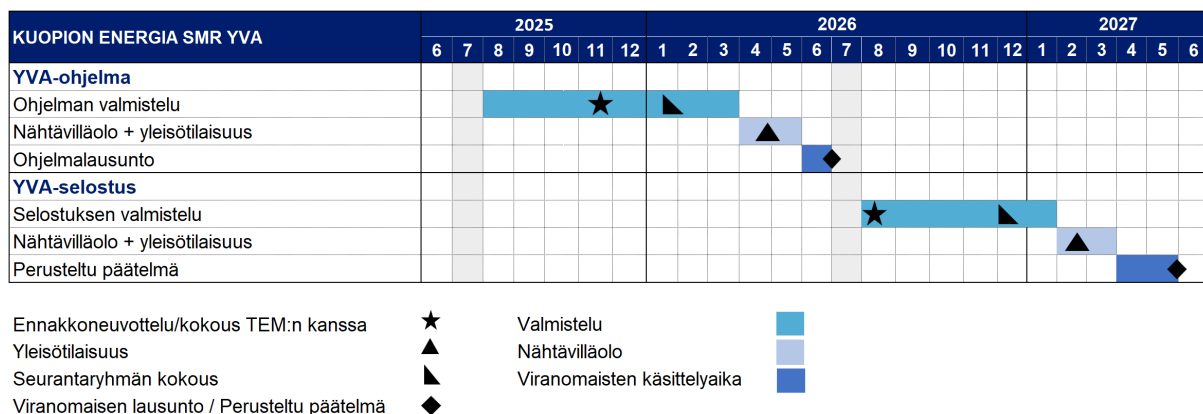 KUOPION ENERGIA SMR YVA
2025 2026 2027
6 7 8 9 10 11 12 1 2 3 4 5 6 7 8 9 10 11 12 1 2 3 4 5 6
YVA-ohjelma
Ohjelman valmistelu
Nähtävilläolo + yleisötilaisuus
Ohjelmalausunto
YVA-selostus
Selostuksen valmistelu
Nähtävilläolo + yleisötilaisuus
Perusteltu päätelmä
Ennakkoneuvottelu/kokous TEM:n kanssa
Yleisötilaisuus
Seurantaryhmän kokous
Viranomaisen lausunto / Perusteltu päätelmä
Valmistelu
Nähtävilläolo
Viranomaisten käsittelyaika